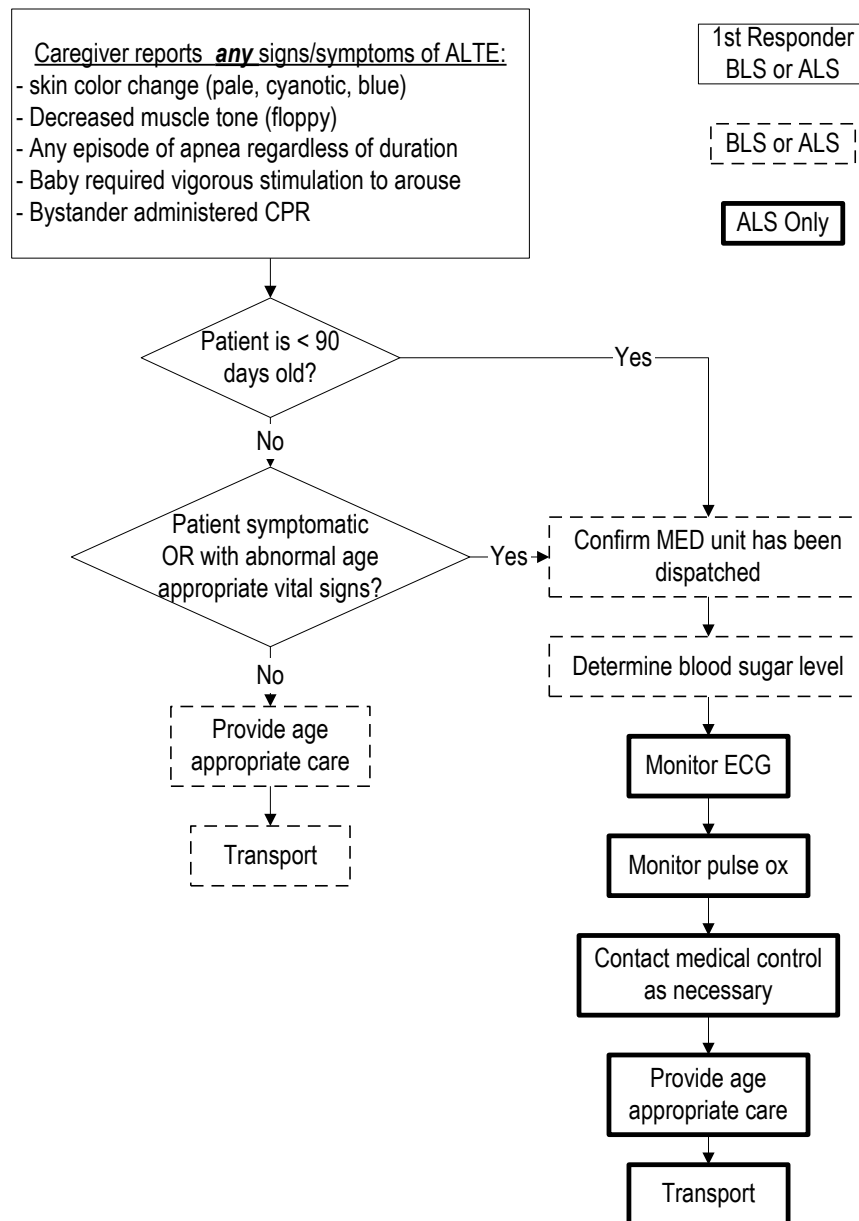 Caregiver reports any signs/symptoms of ALTE:
- skin color change (pale, cyanotic, blue)
- Decreased muscle tone (floppy)
- Any episode of apnea regardless of duration
- Baby required vigorous stimulation to arouse
- Bystander administered CPR
1st Responder
BLS or ALS
BLS or ALS
ALS Only
Patient is < 90
days old?
Yes
No
Patient symptomatic
OR with abnormal age
appropriate vital signs?
Yes
Confirm MED unit has been
dispatched
No
Determine blood sugar level
Provide age
appropriate care
Monitor ECG
Transport
Monitor pulse ox
Contact medical control
as necessary
Provide age
appropriate care
Transport